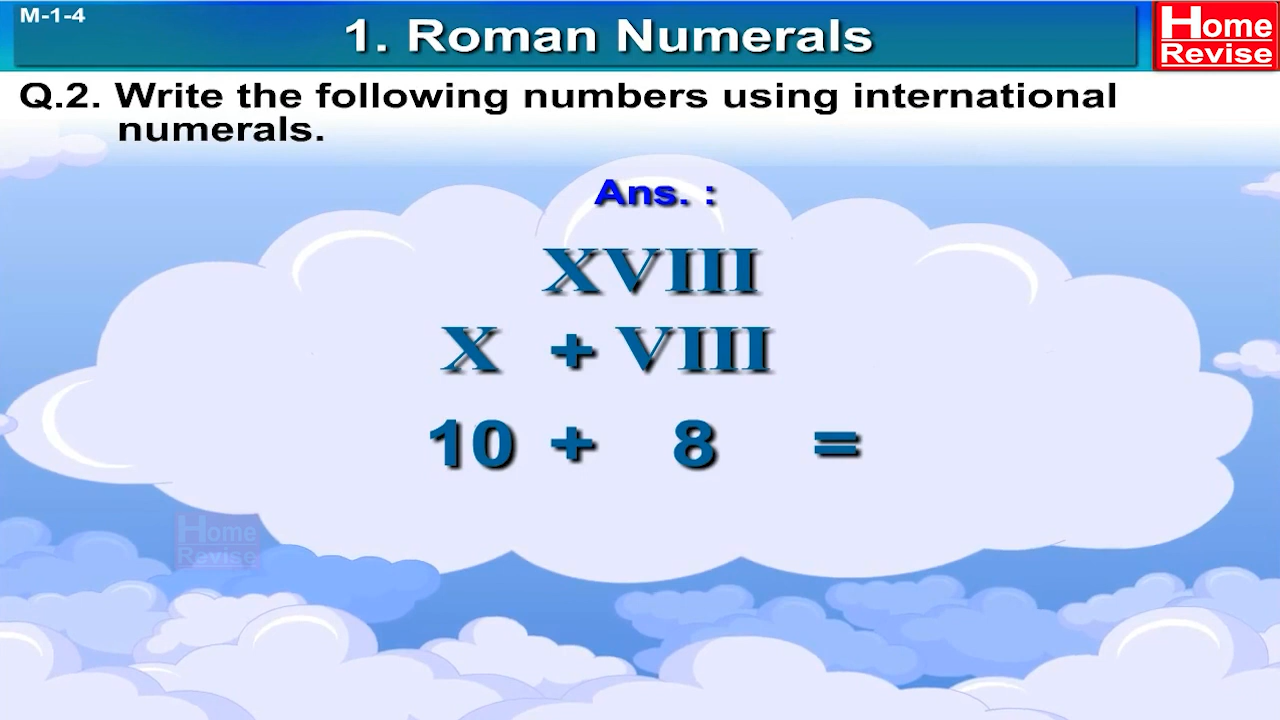 M-1-4
1. Roman Numerals
Home
Revise
Q.2. Write the following numbers using international
numerals.
Ans. :
XVIII
X + VIII
10 + 8 =
Home
Revise